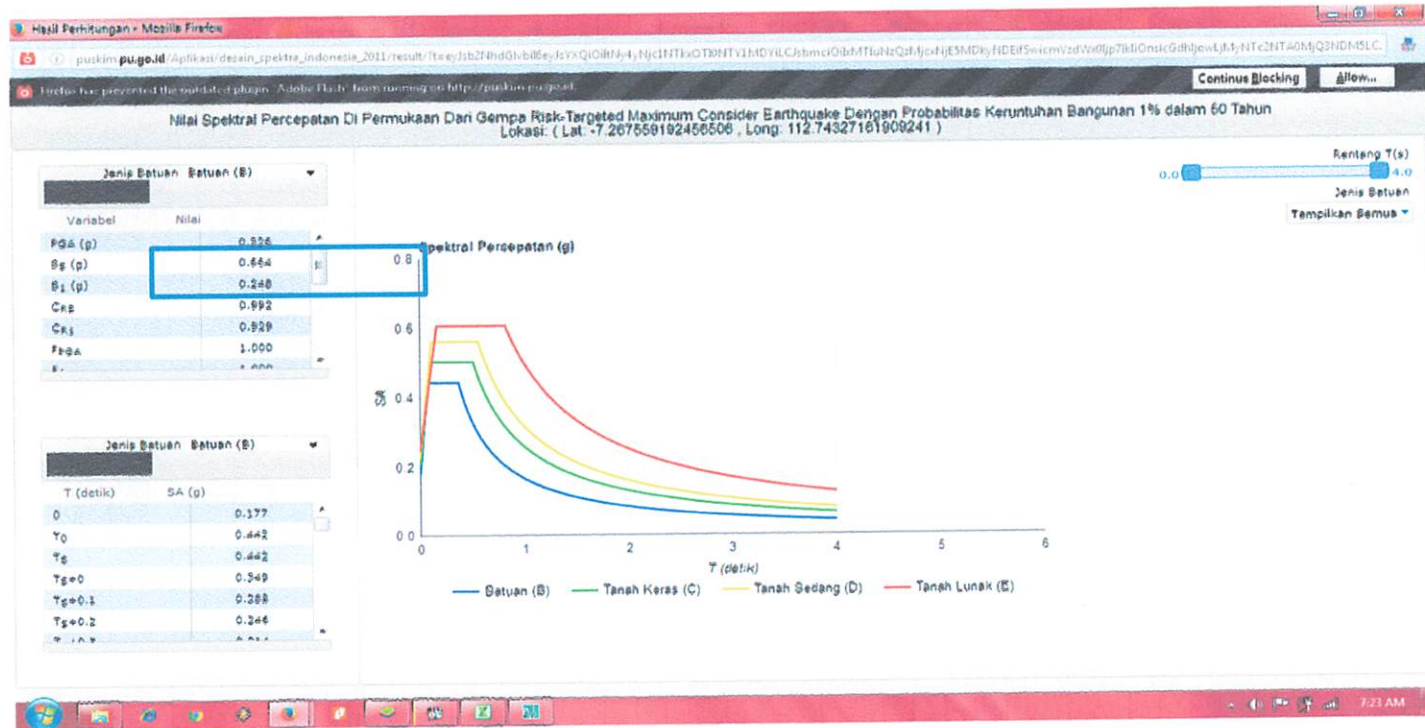 Hasil Perhitungan - Mozilla Firefox
puskim.pu.go.id/Aplikasi/desain_spektra_indonesia_2011/result/
Firefox has prevented the outdated plugin "Adobe Flash" from running on http://puskim.pu.go.id.
Continue Blocking
Allow...
Nilai Spektral Percepatan Di Permukaan Dari Gempa Risk-Targeted Maximum Consider Earthquake Dengan Probabilitas Keruntuhan Bangunan 1% dalam 50 Tahun
Lokasi: ( Lat: -7.267559192456506 , Long: 112.74327161909241 )
Rentang T(s)
0.0 4.0
Jenis Batuan
Tampilkan Semua
Jenis Batuan Batuan (B)
Variabel Nilai
PGA (g) 0.326
SS (g) 0.664
S1 (g) 0.248
CRS 0.992
CR1 0.929
FPGA 1.000
Jenis Batuan Batuan (B)
T (detik) SA (g)
0 0.177
T0 0.442
TS 0.442
TS+0 0.349
TS+0.1
TS+0.2
Spektral Percepatan (g)
SA
0.8
0.6
0.4
0.2
0.0
0 1 2 3 4 5 6
T (detik)
Batuan (B) Tanah Keras (C) Tanah Sedang (D) Tanah Lunak (E)
7:23 AM